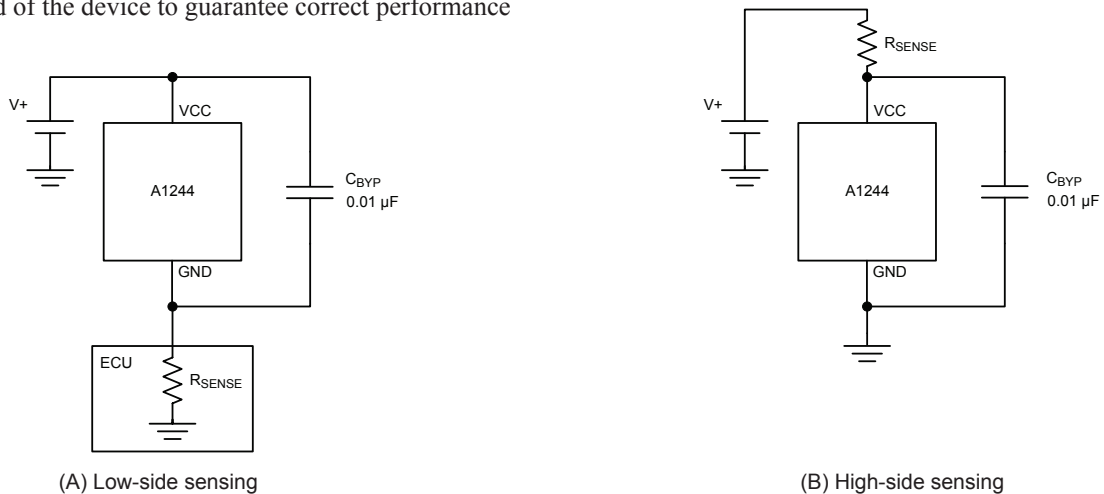 of the device to guarantee correct performance
V+
VCC
A1244
GND
CBYP
0.01 µF
ECU
RSENSE
(A) Low-side sensing
RSENSE
V+
VCC
A1244
GND
CBYP
0.01 µF
(B) High-side sensing